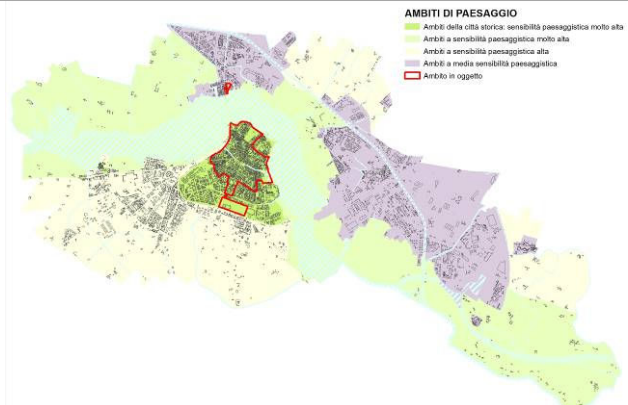 AMBITI DI PAESAGGIO
Ambiti della città storica: sensibilità paesaggistica molto alta
Ambiti a sensibilità paesaggistica molto alta
Ambiti a sensibilità paesaggistica alta
Ambiti a media sensibilità paesaggistica
Ambito in oggetto